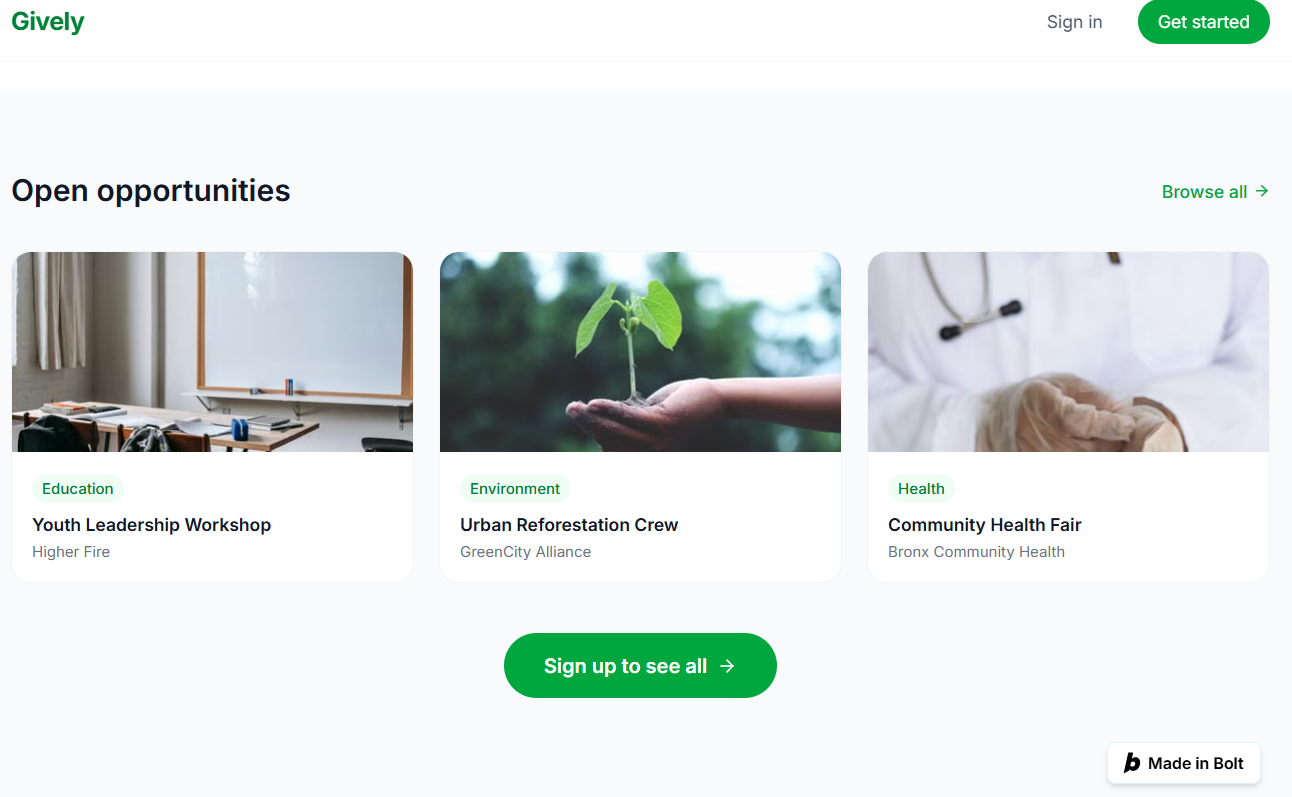 Gively
Sign in
Get started
Open opportunities
Browse all →
Education
Youth Leadership Workshop
Higher Fire
Environment
Urban Reforestation Crew
GreenCity Alliance
Health
Community Health Fair
Bronx Community Health
Sign up to see all →
b Made in Bolt